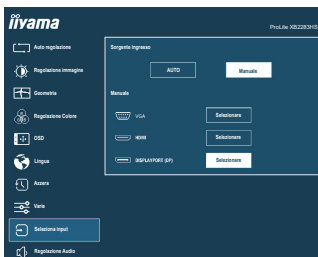 iiyama
ProLite XB2283HS
Auto regolazione
Regolazione immagine
Geometria
Regolazione Colore
OSD
Lingua
Azzera
Varie
Seleziona input
Regolazione Audio
Sorgente ingresso
AUTO
Manuale
Manuale
VGA
Selezionare
HDMI
Selezionare
DISPLAYPORT (DP)
Selezionare